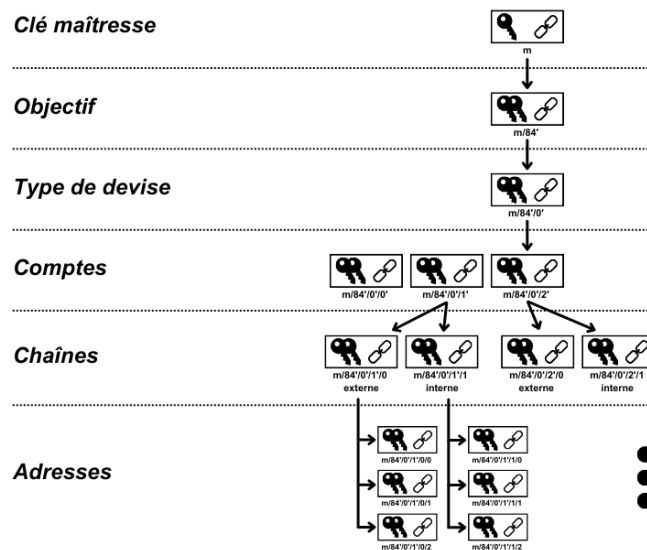 Clé maîtresse
m
Objectif
m/84'
Type de devise
m/84'/0'
Comptes
m/84'/0'/0' m/84'/0'/1' m/84'/0'/2'
Chaînes
m/84'/0'/1'/0 m/84'/0'/1'/1 m/84'/0'/2'/0 m/84'/0'/2'/1
externe interne externe interne
Adresses
m/84'/0'/1'/0/0 m/84'/0'/1'/1/0
m/84'/0'/1'/0/1 m/84'/0'/1'/1/1
m/84'/0'/1'/0/2 m/84'/0'/1'/1/2